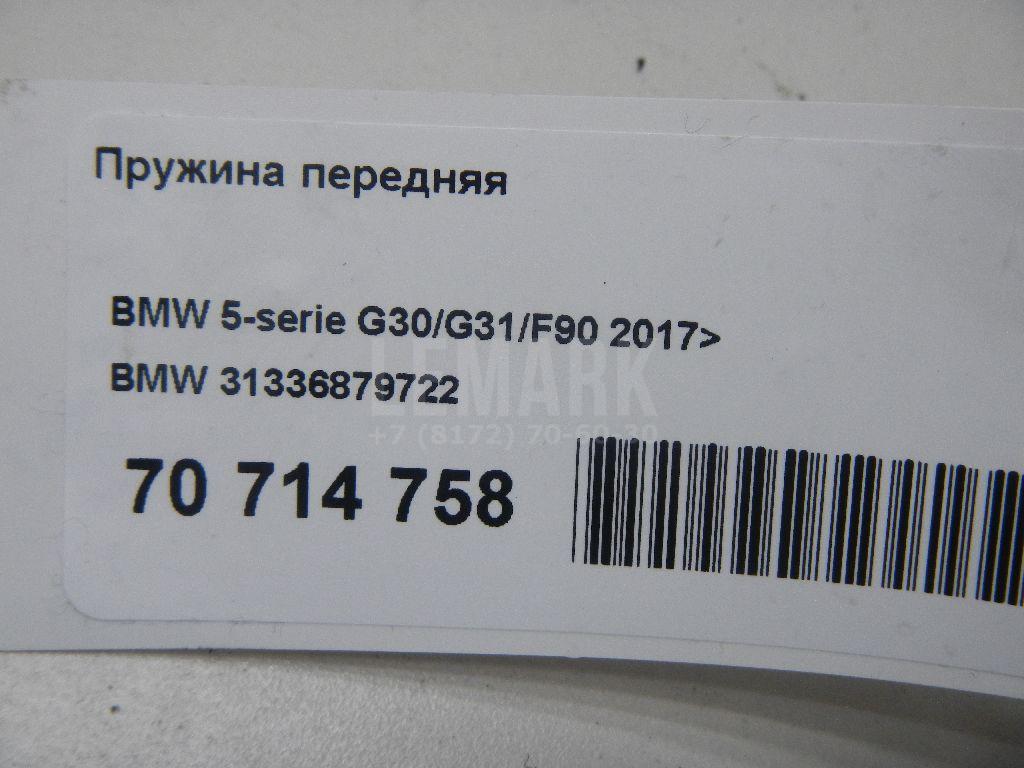 Пружина передняя
BMW 5-serie G30/G31/F90 2017>
BMW 31336879722
LEMARK
+7 (8172) 70-60-30
70 714 758